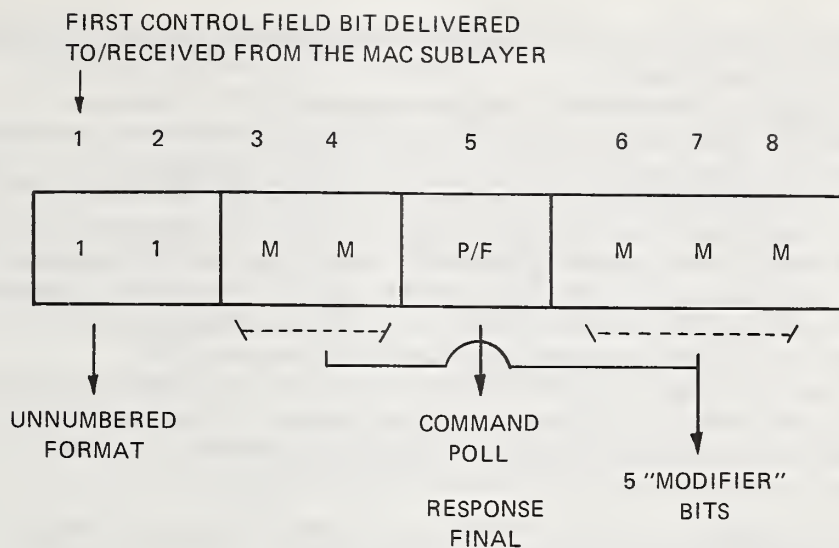 FIRST CONTROL FIELD BIT DELIVERED
TO/RECEIVED FROM THE MAC SUBLAYER
1 2 3 4 5 6 7 8
1 1 M M P/F M M M
UNNUMBERED
FORMAT
COMMAND
POLL
RESPONSE
FINAL
5 "MODIFIER"
BITS